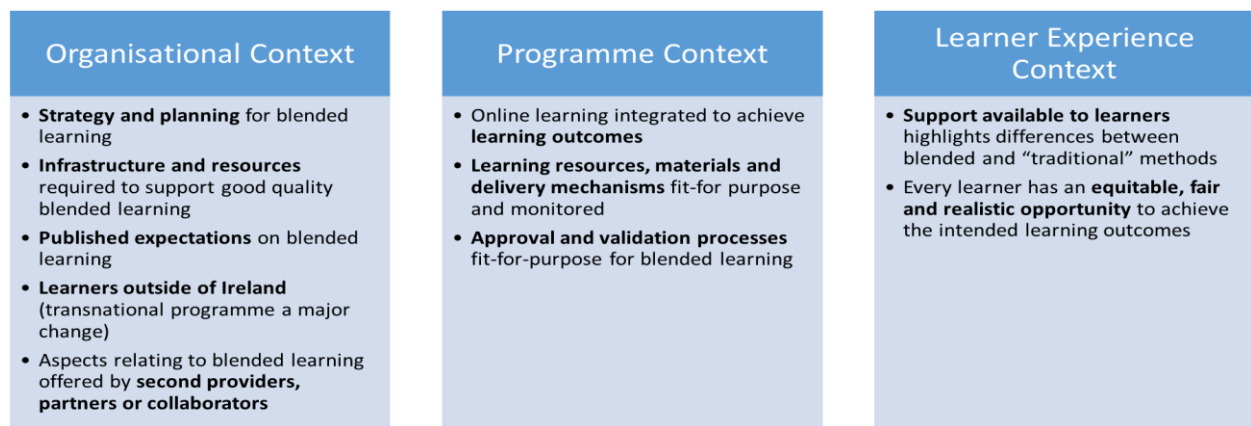 Organisational Context
• Strategy and planning for blended
learning
• Infrastructure and resources
required to support good quality
blended learning
• Published expectations on blended
learning
• Learners outside of Ireland
(transnational programme a major
change)
• Aspects relating to blended learning
offered by second providers,
partners or collaborators
Programme Context
• Online learning integrated to achieve
learning outcomes
• Learning resources, materials and
delivery mechanisms fit-for purpose
and monitored
• Approval and validation processes
fit-for-purpose for blended learning
Learner Experience
Context
• Support available to learners
highlights differences between
blended and “traditional” methods
• Every learner has an equitable, fair
and realistic opportunity to achieve
the intended learning outcomes